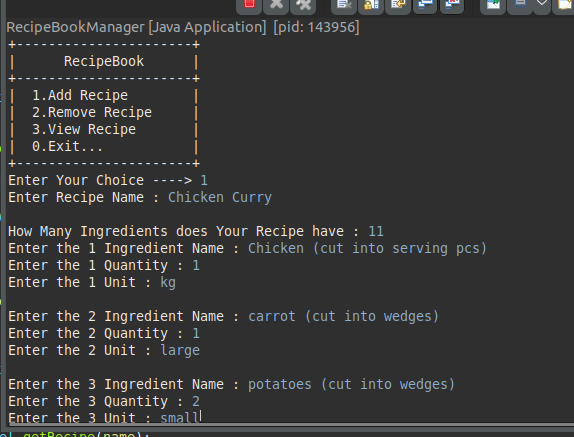 RecipeBookManager [Java Application] [pid: 143956]
+----------------------+
|      RecipeBook      |
+----------------------+
|  1.Add Recipe        |
|  2.Remove Recipe     |
|  3.View Recipe       |
|  0.Exit...           |
+----------------------+
Enter Your Choice ----> 1
Enter Recipe Name : Chicken Curry

How Many Ingredients does Your Recipe have : 11
Enter the 1 Ingredient Name : Chicken (cut into serving pcs)
Enter the 1 Quantity : 1
Enter the 1 Unit : kg

Enter the 2 Ingredient Name : carrot (cut into wedges)
Enter the 2 Quantity : 1
Enter the 2 Unit : large

Enter the 3 Ingredient Name : potatoes (cut into wedges)
Enter the 3 Quantity : 2
Enter the 3 Unit : small
getRecipe(name);